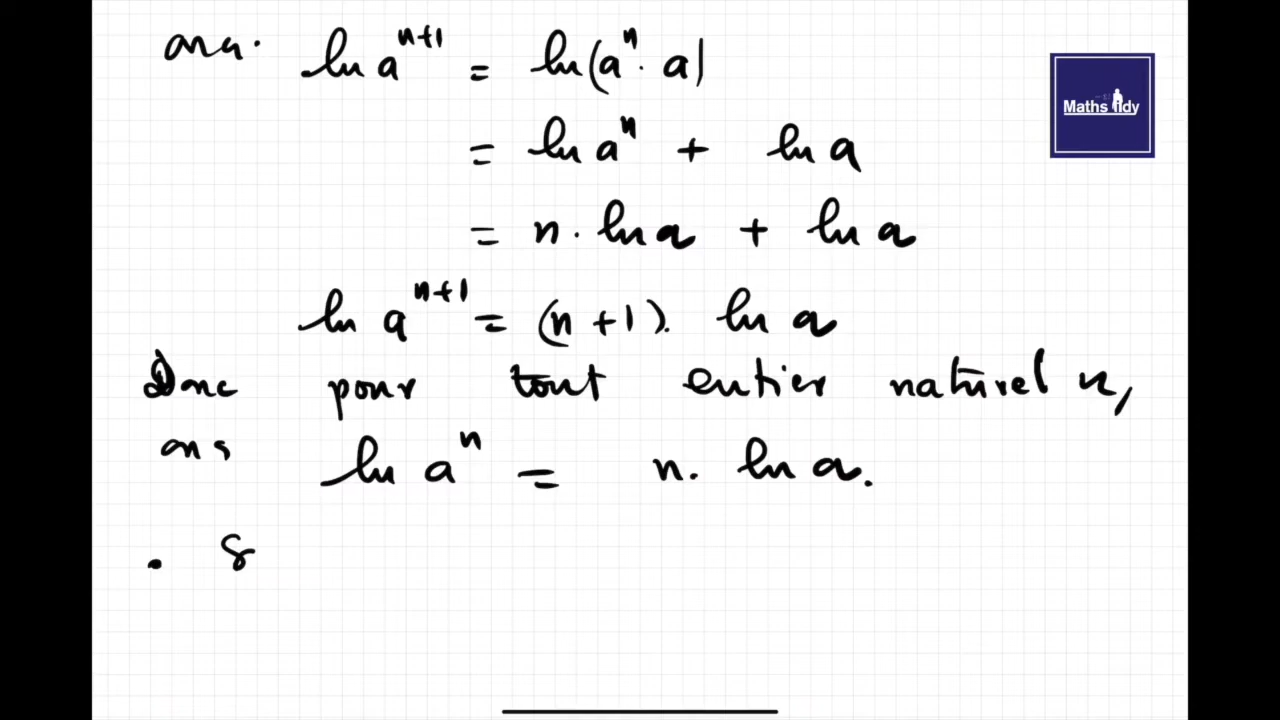 on a. ln a^{n+1} = ln(a^n · a)
= ln a^n + ln a
= n · ln a + ln a
ln a^{n+1} = (n+1). ln a
Donc pour tout entier naturel n,
on a ln a^n = n. ln a.
. S
Maths